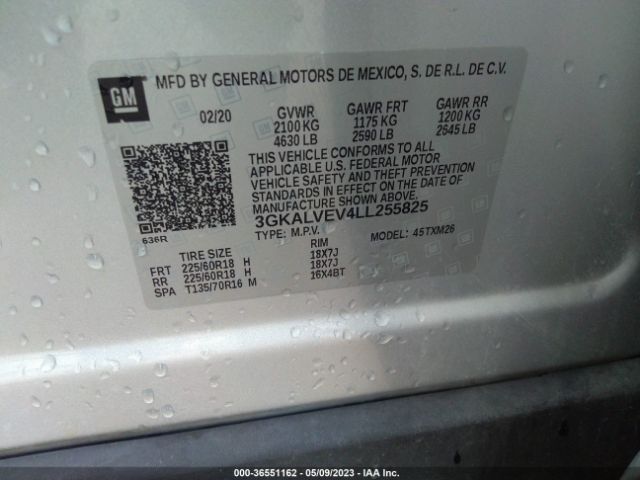 GM
MFD BY GENERAL MOTORS DE MEXICO, S. DE R.L. DE C.V.
02/20 GVWR GAWR FRT GAWR RR
2100 KG 1175 KG 1200 KG
4630 LB 2590 LB 2645 LB
THIS VEHICLE CONFORMS TO ALL
APPLICABLE U.S. FEDERAL MOTOR
VEHICLE SAFETY AND THEFT PREVENTION
STANDARDS IN EFFECT ON THE DATE OF
MANUFACTURE SHOWN ABOVE.
3GKALVEV4LL255825
636R TYPE: M.P.V. MODEL: 45TXM26
TIRE SIZE RIM
FRT 225/60R18 H 18X7J
RR 225/60R18 H 18X7J
SPA T135/70R16 M 16X4BT
000-36551162 - 05/09/2023 - IAA Inc.